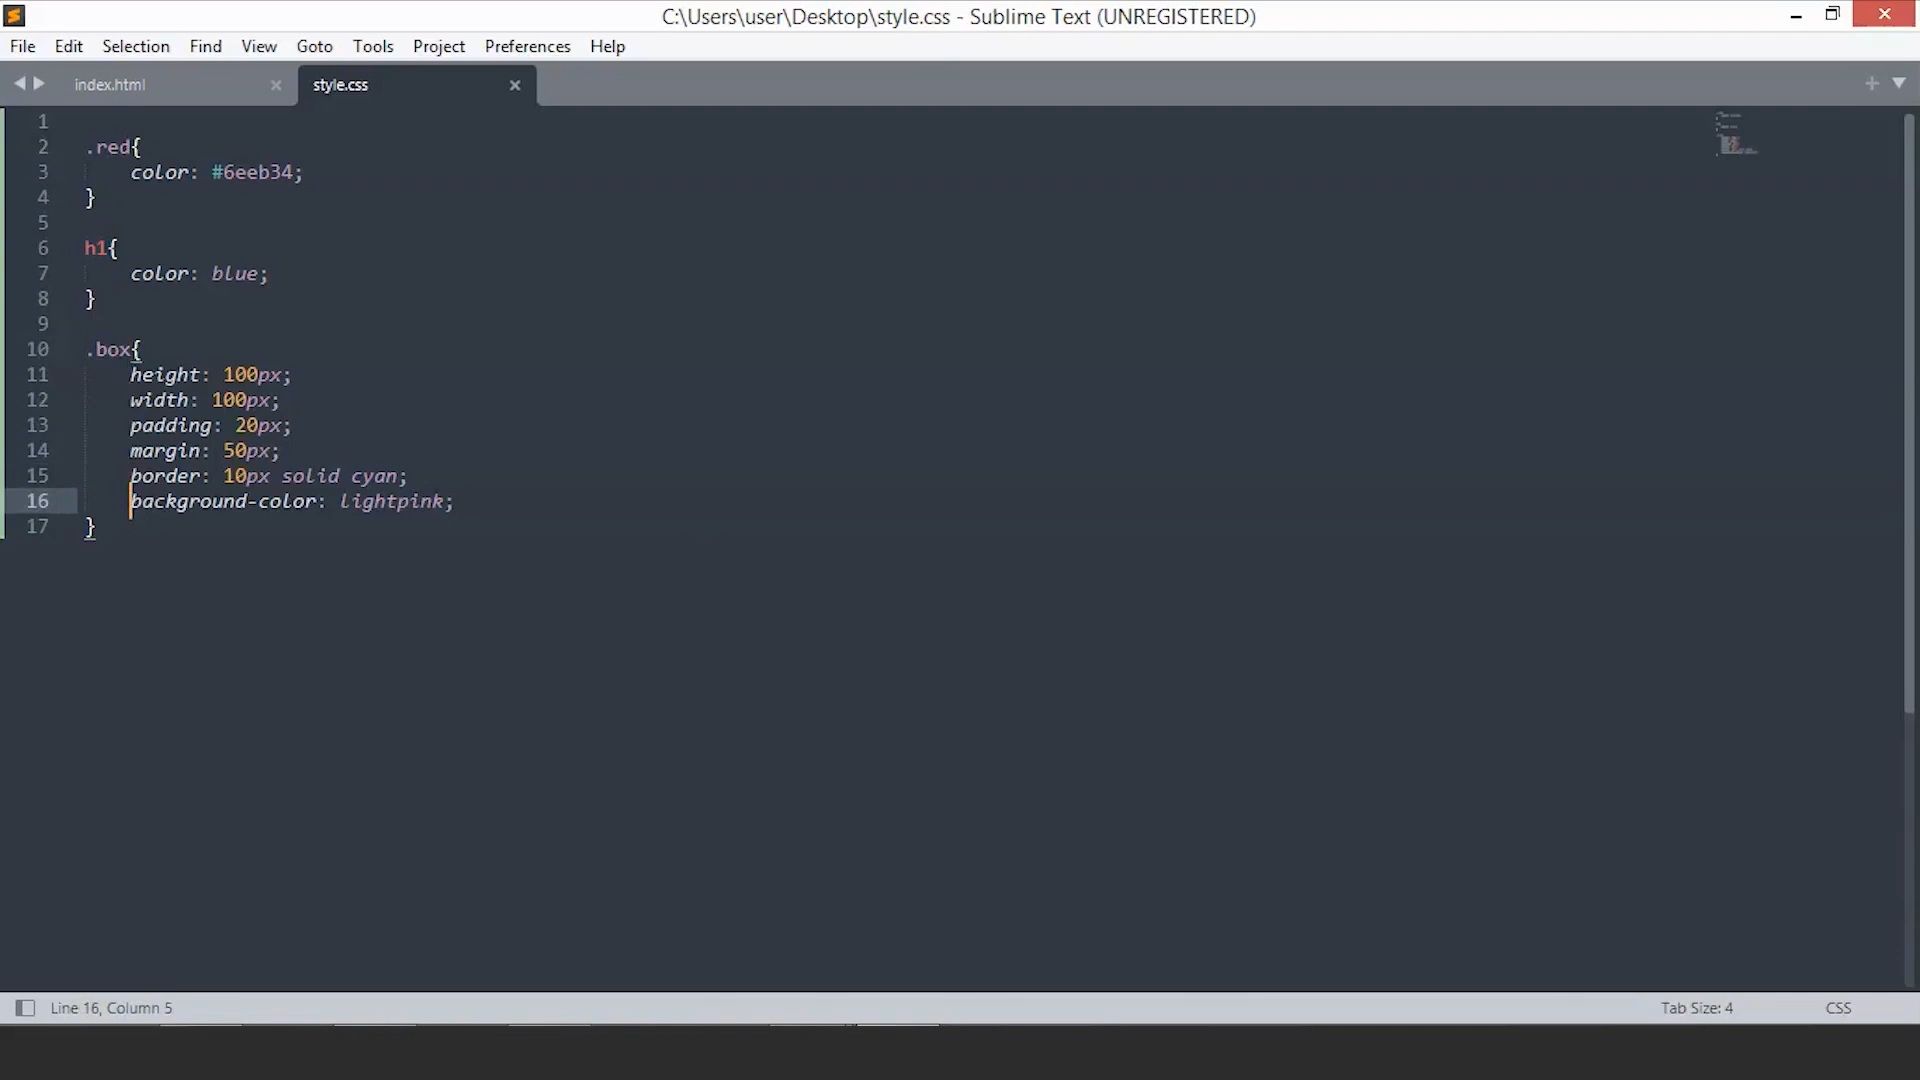 C:\Users\user\Desktop\style.css - Sublime Text (UNREGISTERED)
File Edit Selection Find View Goto Tools Project Preferences Help
index.html style.css
1
2 .red{
3 color: #6eeb34;
4 }
5
6 h1{
7 color: blue;
8 }
9
10 .box{
11 height: 100px;
12 width: 100px;
13 padding: 20px;
14 margin: 50px;
15 border: 10px solid cyan;
16 background-color: lightpink;
17 }
Line 16, Column 5 Tab Size: 4 CSS